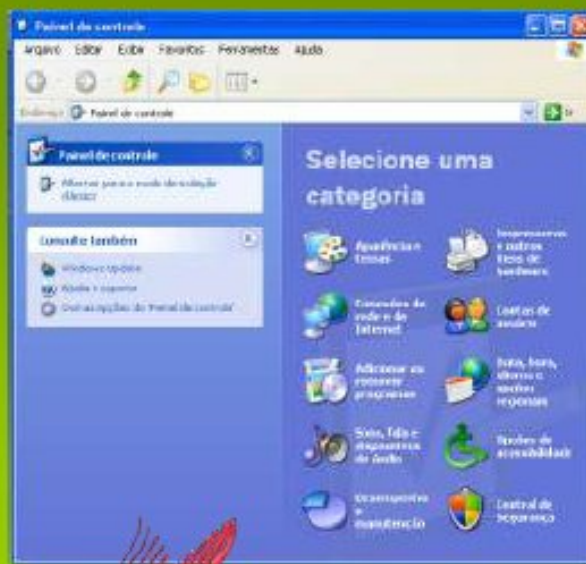 Painel de controle
Arquivo Editar Exibir Favoritos Ferramentas Ajuda
Endereço Painel de controle Ir
Painel de controle
Alternar para o modo de exibição
clássico
Consulte também
Windows Update
Ajuda e suporte
Outras opções do 'Painel de controle'
Selecione uma
categoria
Aparência e
temas
Impressoras
e outros
itens de
hardware
Conexões de
rede e de
Internet
Contas de
usuário
Adicionar ou
remover
programas
Data, hora,
idioma e
opções
regionais
Sons, fala e
dispositivos
de áudio
Opções de
acessibilidade
Desempenho
e
manutenção
Central de
Segurança